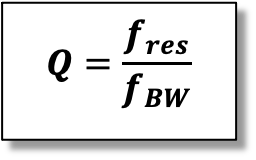 Q = f_res / f_BW